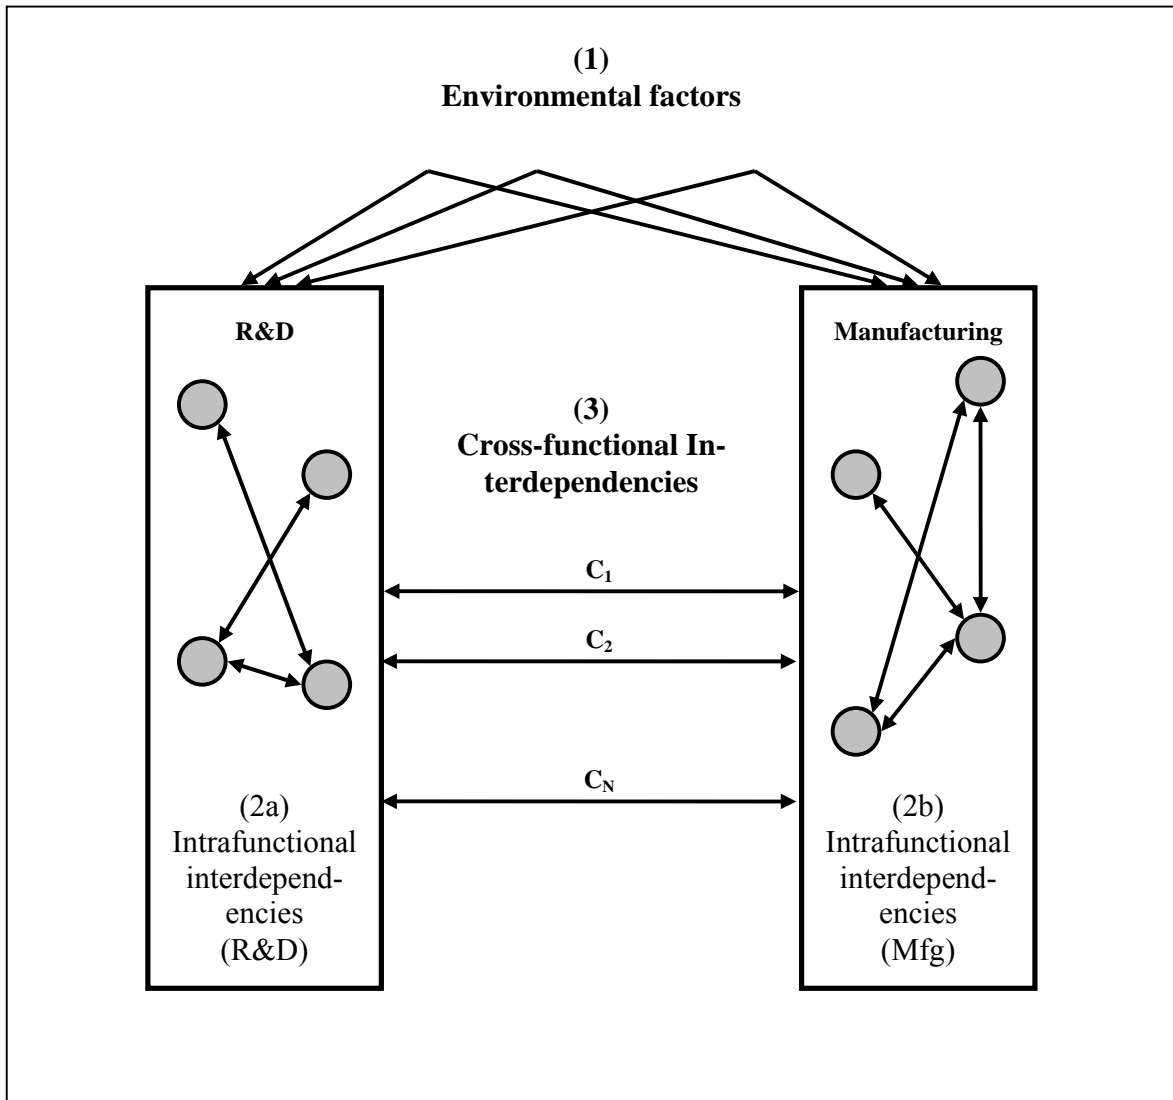 (1)
Environmental factors
R&D
Manufacturing
(3)
Cross-functional In-
terdependencies
C₁
C₂
C_N
(2a)
Intrafunctional
interdepend-
encies
(R&D)
(2b)
Intrafunctional
interdepend-
encies
(Mfg)